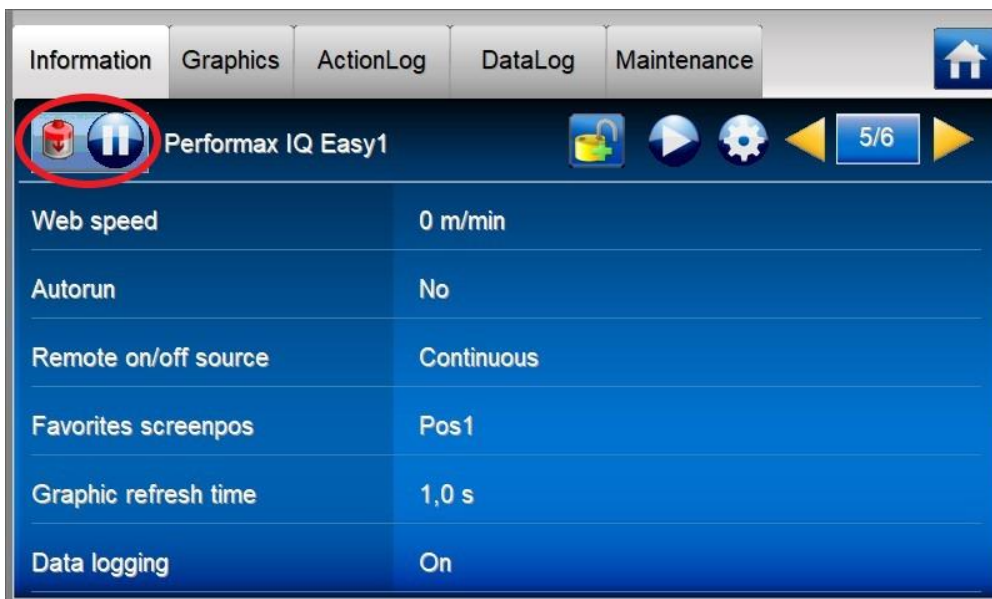 Information Graphics ActionLog DataLog Maintenance
Performax IQ Easy1 5/6
Web speed 0 m/min
Autorun No
Remote on/off source Continuous
Favorites screenpos Pos1
Graphic refresh time 1,0 s
Data logging On